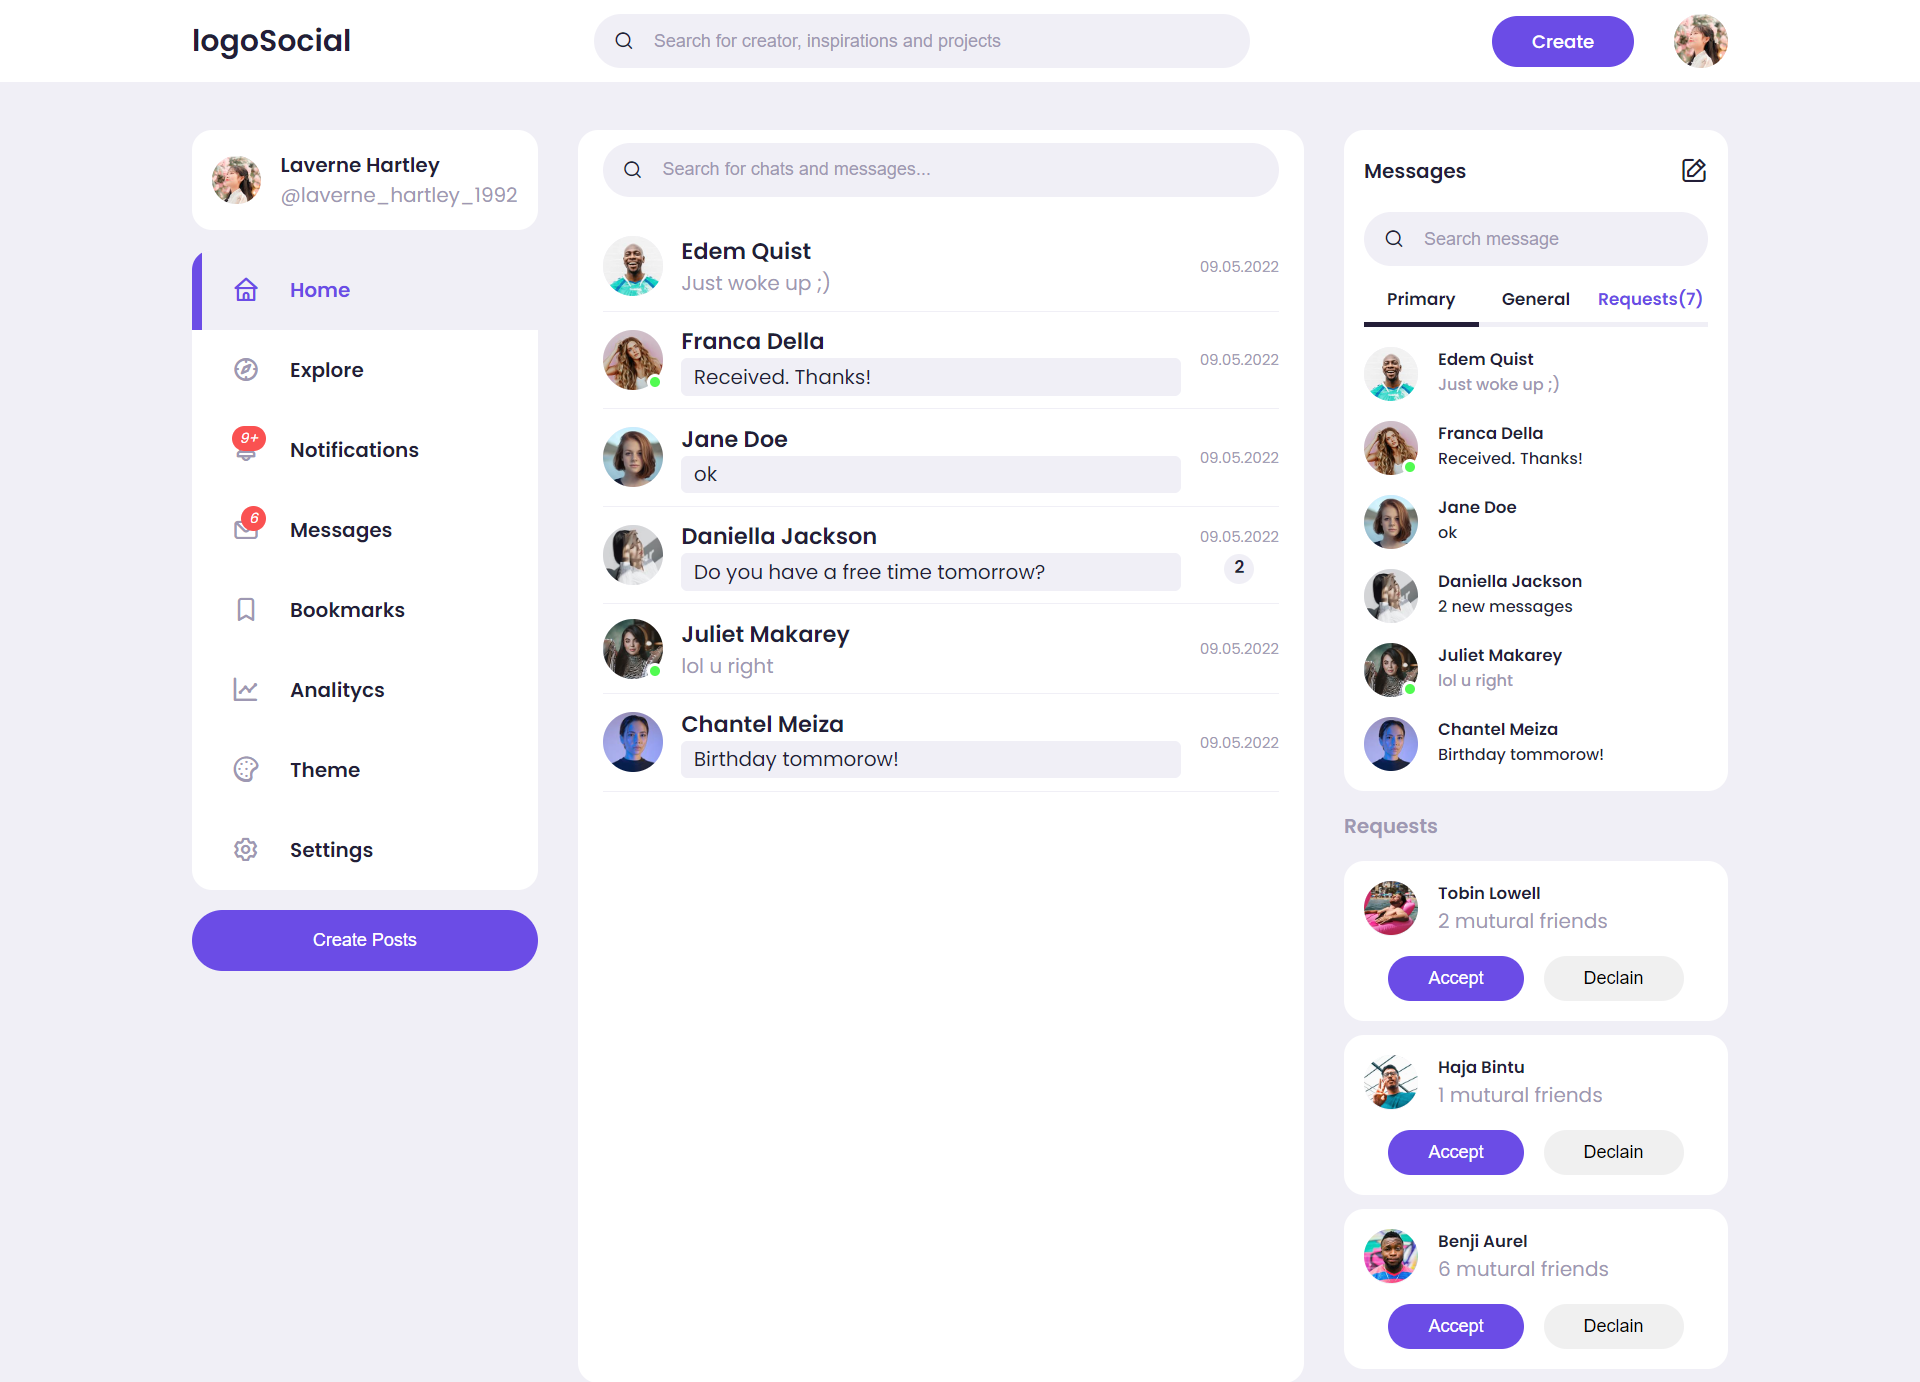 logoSocial
Search for creator, inspirations and projects
Create
Laverne Hartley
@laverne_hartley_1992
Home
Explore
9+
Notifications
6
Messages
Bookmarks
Analitycs
Theme
Settings
Create Posts
Search for chats and messages...
Edem Quist
Just woke up ;)
09.05.2022
Franca Della
Received. Thanks!
09.05.2022
Jane Doe
ok
09.05.2022
Daniella Jackson
Do you have a free time tomorrow?
09.05.2022
2
Juliet Makarey
lol u right
09.05.2022
Chantel Meiza
Birthday tommorow!
09.05.2022
Messages
Search message
Primary General Requests(7)
Edem Quist
Just woke up ;)
Franca Della
Received. Thanks!
Jane Doe
ok
Daniella Jackson
2 new messages
Juliet Makarey
lol u right
Chantel Meiza
Birthday tommorow!
Requests
Tobin Lowell
2 mutural friends
Accept Declain
Haja Bintu
1 mutural friends
Accept Declain
Benji Aurel
6 mutural friends
Accept Declain